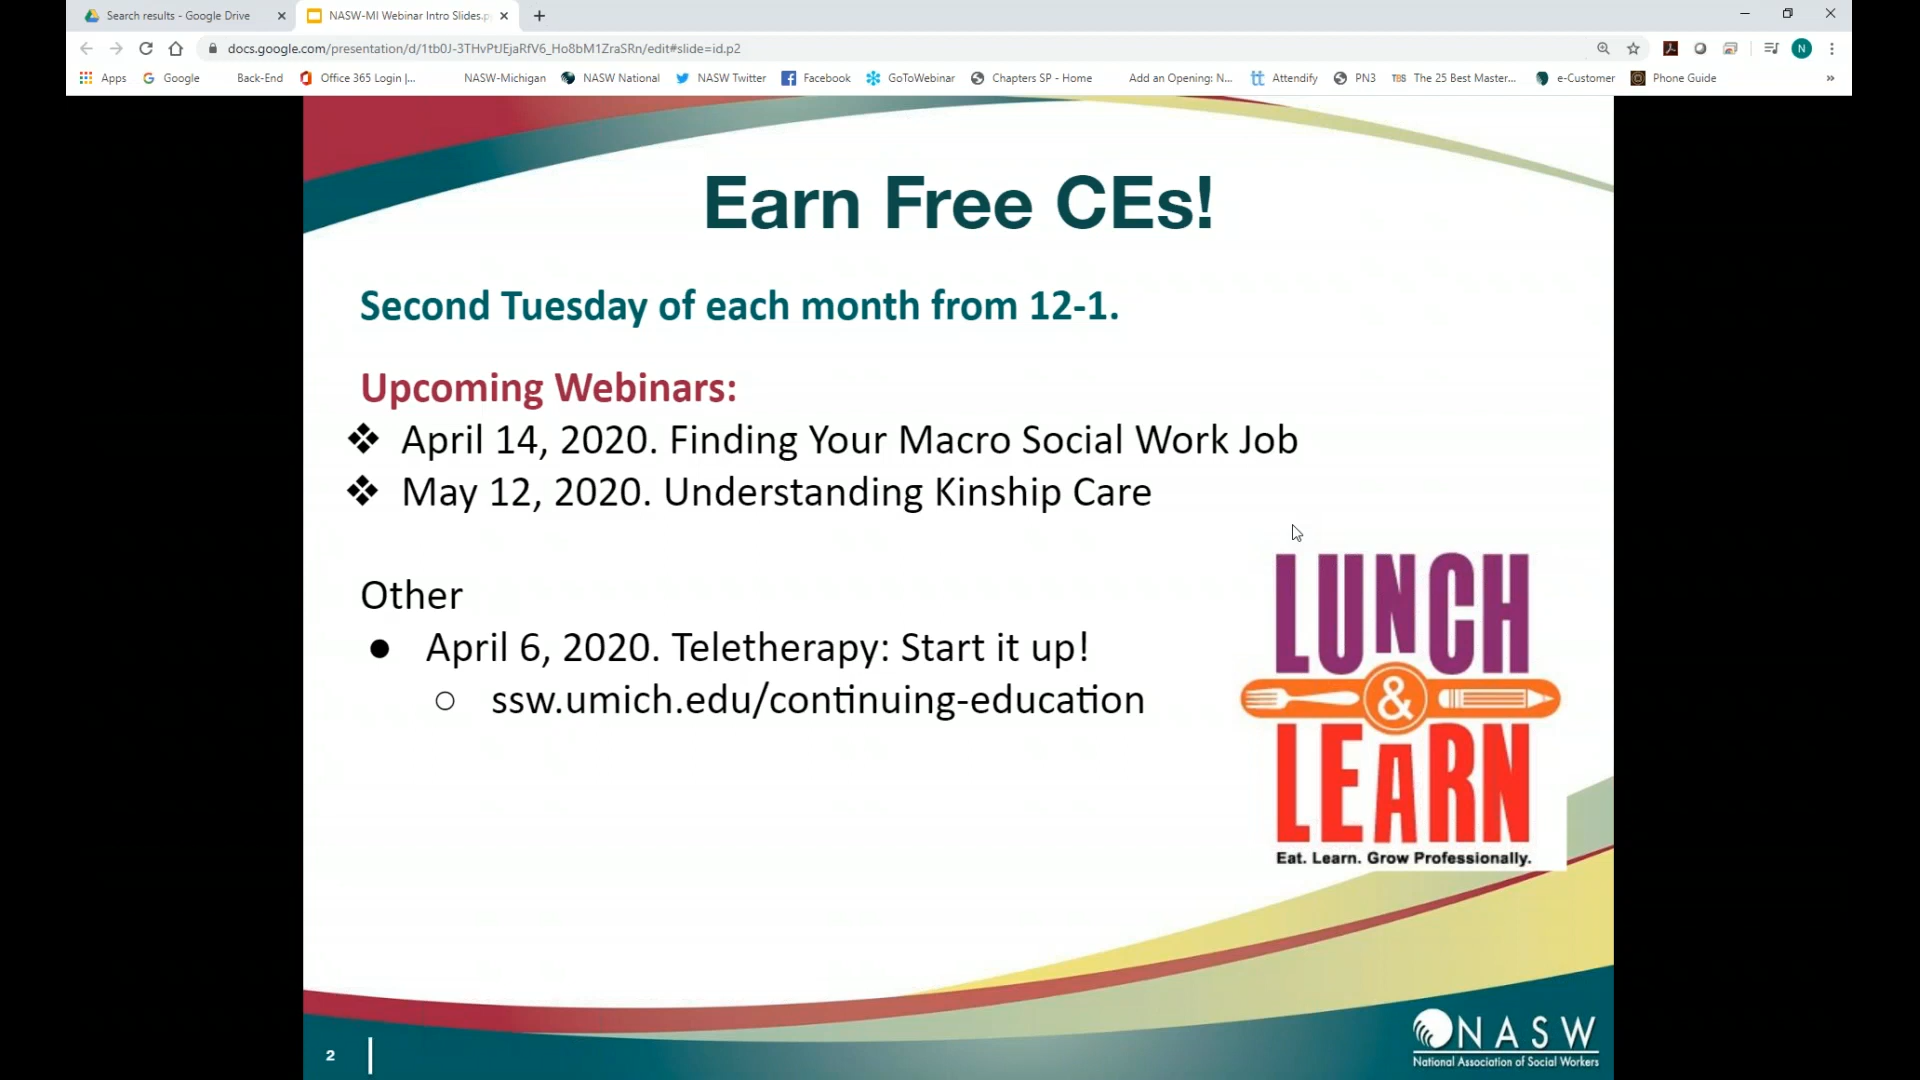 Search results - Google Drive
NASW-MI Webinar Intro Slides.p
docs.google.com/presentation/d/1tb0J-3THvPtJEjaRfV6_Ho8bM1ZraSRn/edit#slide=id.p2
N
Apps Google Back-End Office 365 Login |... NASW-Michigan NASW National NASW Twitter Facebook GoToWebinar Chapters SP - Home Add an Opening: N... Attendify PN3 TBS The 25 Best Master... e-Customer Phone Guide »
Earn Free CEs!
Second Tuesday of each month from 12-1.
Upcoming Webinars:
❖ April 14, 2020. Finding Your Macro Social Work Job
❖ May 12, 2020. Understanding Kinship Care
Other
● April 6, 2020. Teletherapy: Start it up!
○ ssw.umich.edu/continuing-education
LUNCH
&
LEARN
Eat. Learn. Grow Professionally.
2
NASW
National Association of Social Workers